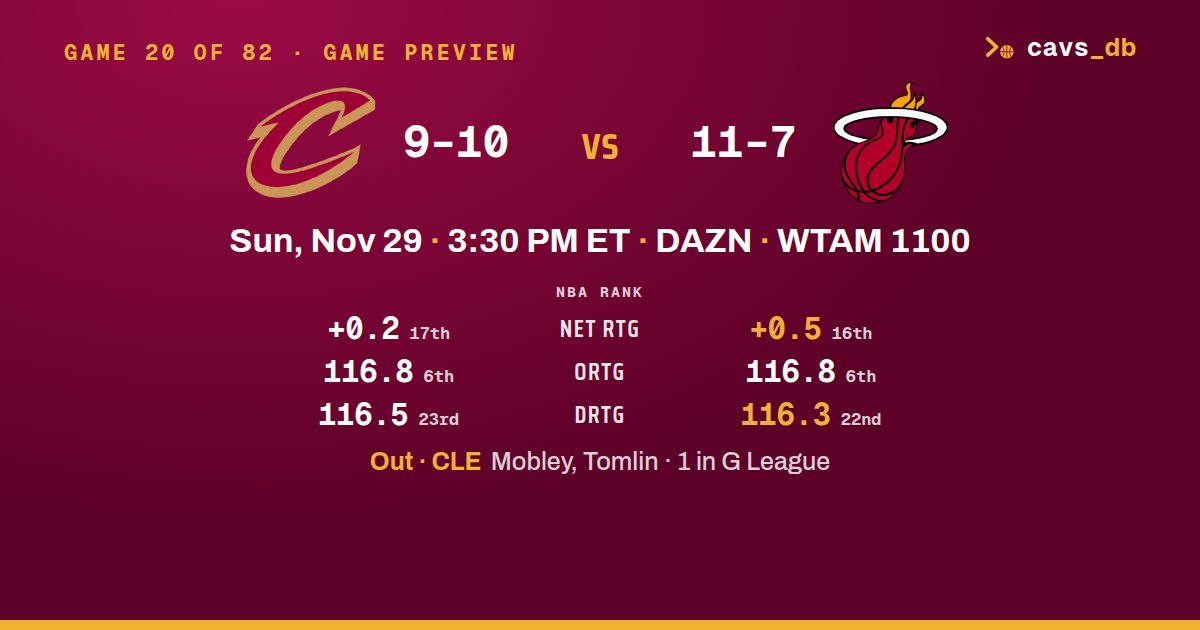 GAME 20 OF 82 · GAME PREVIEW
cavs_db
9–10 VS 11–7
Sun, Nov 29 · 3:30 PM ET · DAZN · WTAM 1100
NBA RANK
+0.2 17th NET RTG +0.5 16th
116.8 6th ORTG 116.8 6th
116.5 23rd DRTG 116.3 22nd
Out · CLE Mobley, Tomlin · 1 in G League